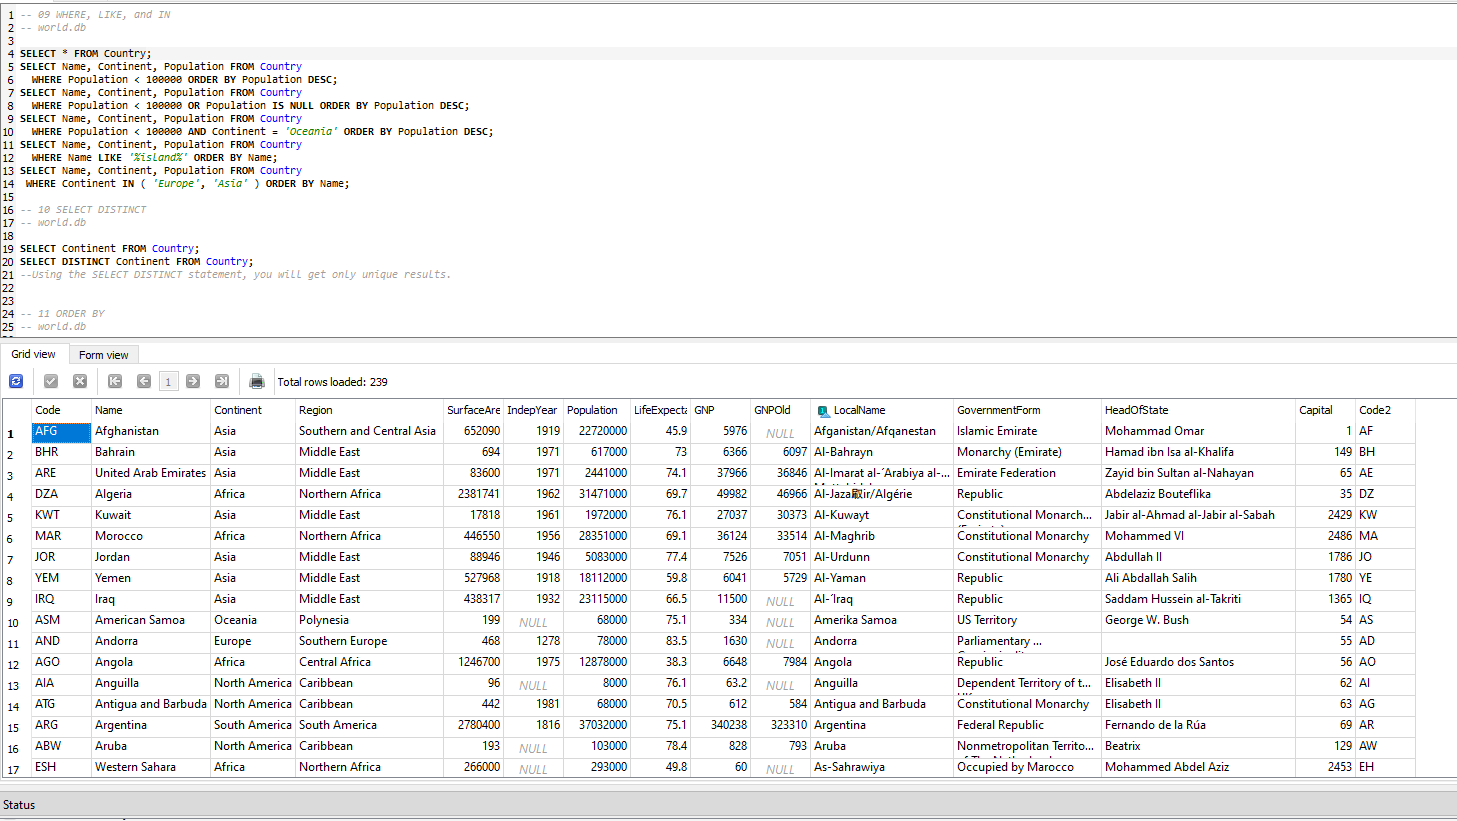 1 -- 09 WHERE, LIKE, and IN
2 -- world.db
3
4 SELECT * FROM Country;
5 SELECT Name, Continent, Population FROM Country
6 WHERE Population < 100000 ORDER BY Population DESC;
7 SELECT Name, Continent, Population FROM Country
8 WHERE Population < 100000 OR Population IS NULL ORDER BY Population DESC;
9 SELECT Name, Continent, Population FROM Country
10 WHERE Population < 100000 AND Continent = 'Oceania' ORDER BY Population DESC;
11 SELECT Name, Continent, Population FROM Country
12 WHERE Name LIKE '%island%' ORDER BY Name;
13 SELECT Name, Continent, Population FROM Country
14 WHERE Continent IN ( 'Europe', 'Asia' ) ORDER BY Name;
15
16 -- 10 SELECT DISTINCT
17 -- world.db
18
19 SELECT Continent FROM Country;
20 SELECT DISTINCT Continent FROM Country;
21 --Using the SELECT DISTINCT statement, you will get only unique results.
22
23
24 -- 11 ORDER BY
25 -- world.db
Grid view Form view
1 Total rows loaded: 239
Code Name Continent Region SurfaceAre IndepYear Population LifeExpecta GNP GNPOld LocalName GovernmentForm HeadOfState Capital Code2
1 AFG Afghanistan Asia Southern and Central Asia 652090 1919 22720000 45.9 5976 NULL Afganistan/Afqanestan Islamic Emirate Mohammad Omar 1 AF
2 BHR Bahrain Asia Middle East 694 1971 617000 73 6366 6097 Al-Bahrayn Monarchy (Emirate) Hamad ibn Isa al-Khalifa 149 BH
3 ARE United Arab Emirates Asia Middle East 83600 1971 2441000 74.1 37966 36846 Al-Imarat al-´Arabiya al-... Emirate Federation Zayid bin Sultan al-Nahayan 65 AE
4 DZA Algeria Africa Northern Africa 2381741 1962 31471000 69.7 49982 46966 Al-Jaza㕙ir/Algérie Republic Abdelaziz Bouteflika 35 DZ
5 KWT Kuwait Asia Middle East 17818 1961 1972000 76.1 27037 30373 Al-Kuwayt Constitutional Monarch... Jabir al-Ahmad al-Jabir al-Sabah 2429 KW
6 MAR Morocco Africa Northern Africa 446550 1956 28351000 69.1 36124 33514 Al-Maghrib Constitutional Monarchy Mohammed VI 2486 MA
7 JOR Jordan Asia Middle East 88946 1946 5083000 77.4 7526 7051 Al-Urdunn Constitutional Monarchy Abdullah II 1786 JO
8 YEM Yemen Asia Middle East 527968 1918 18112000 59.8 6041 5729 Al-Yaman Republic Ali Abdallah Salih 1780 YE
9 IRQ Iraq Asia Middle East 438317 1932 23115000 66.5 11500 NULL Al-´Iraq Republic Saddam Hussein al-Takriti 1365 IQ
10 ASM American Samoa Oceania Polynesia 199 NULL 68000 75.1 334 NULL Amerika Samoa US Territory George W. Bush 54 AS
11 AND Andorra Europe Southern Europe 468 1278 78000 83.5 1630 NULL Andorra Parliamentary ... 55 AD
12 AGO Angola Africa Central Africa 1246700 1975 12878000 38.3 6648 7984 Angola Republic José Eduardo dos Santos 56 AO
13 AIA Anguilla North America Caribbean 96 NULL 8000 76.1 63.2 NULL Anguilla Dependent Territory of t... Elisabeth II 62 AI
14 ATG Antigua and Barbuda North America Caribbean 442 1981 68000 70.5 612 584 Antigua and Barbuda Constitutional Monarchy Elisabeth II 63 AG
15 ARG Argentina South America South America 2780400 1816 37032000 75.1 340238 323310 Argentina Federal Republic Fernando de la Rúa 69 AR
16 ABW Aruba North America Caribbean 193 NULL 103000 78.4 828 793 Aruba Nonmetropolitan Territo... Beatrix 129 AW
17 ESH Western Sahara Africa Northern Africa 266000 NULL 293000 49.8 60 NULL As-Sahrawiya Occupied by Marocco Mohammed Abdel Aziz 2453 EH
Status